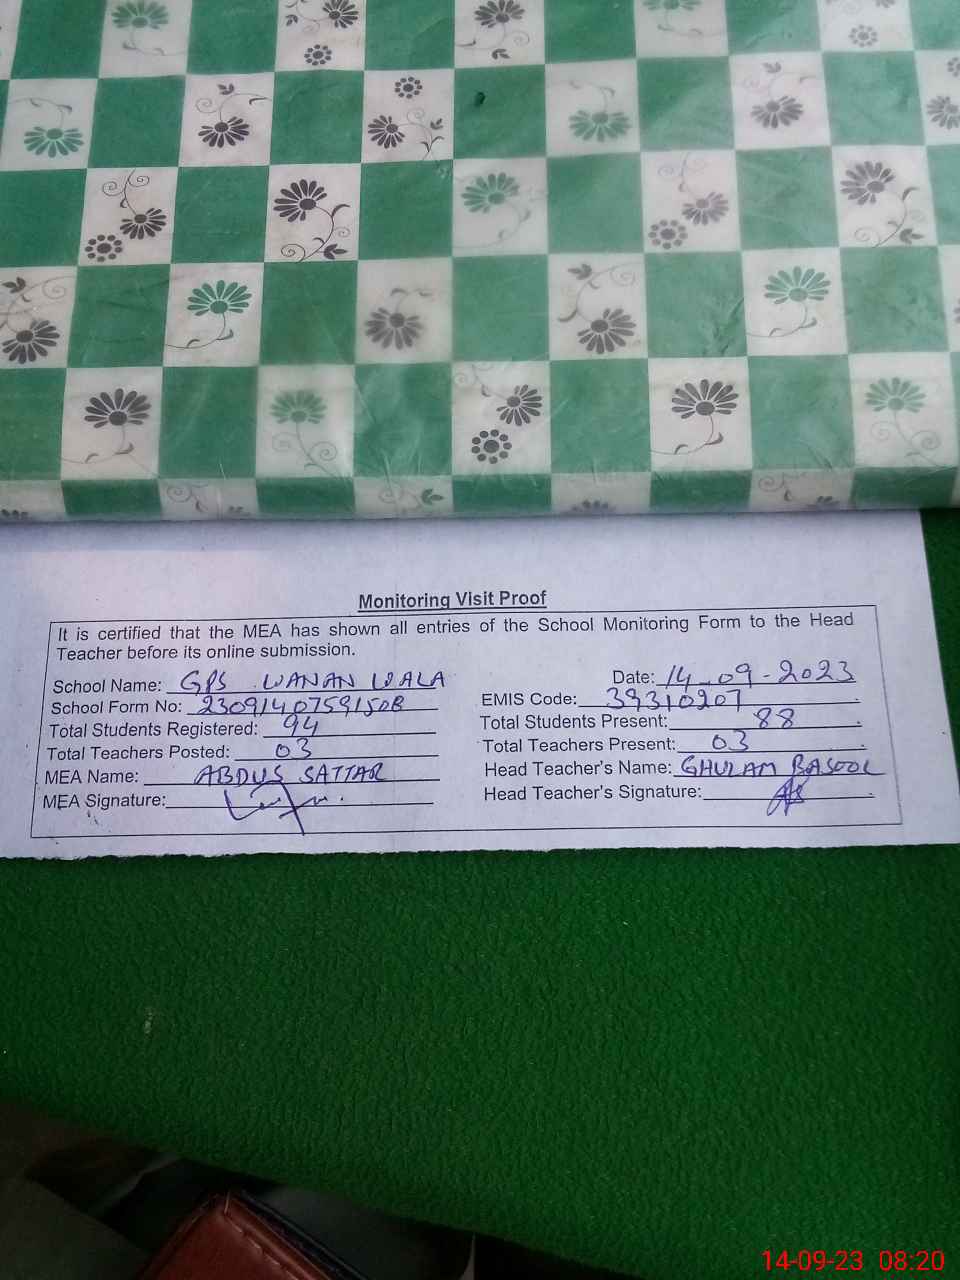 Monitoring Visit Proof
It is certified that the MEA has shown all entries of the School Monitoring Form to the Head
Teacher before its online submission.
School Name: GPS WANAN WALA Date: 14-09-2023
School Form No: 2309140759150B EMIS Code: 39310207
Total Students Registered: 94 Total Students Present: 88
Total Teachers Posted: 03 Total Teachers Present: 03
MEA Name: ABDUS SATTAR Head Teacher's Name: GHULAM RASOOL
MEA Signature: Head Teacher's Signature:
14-09-23 08:20